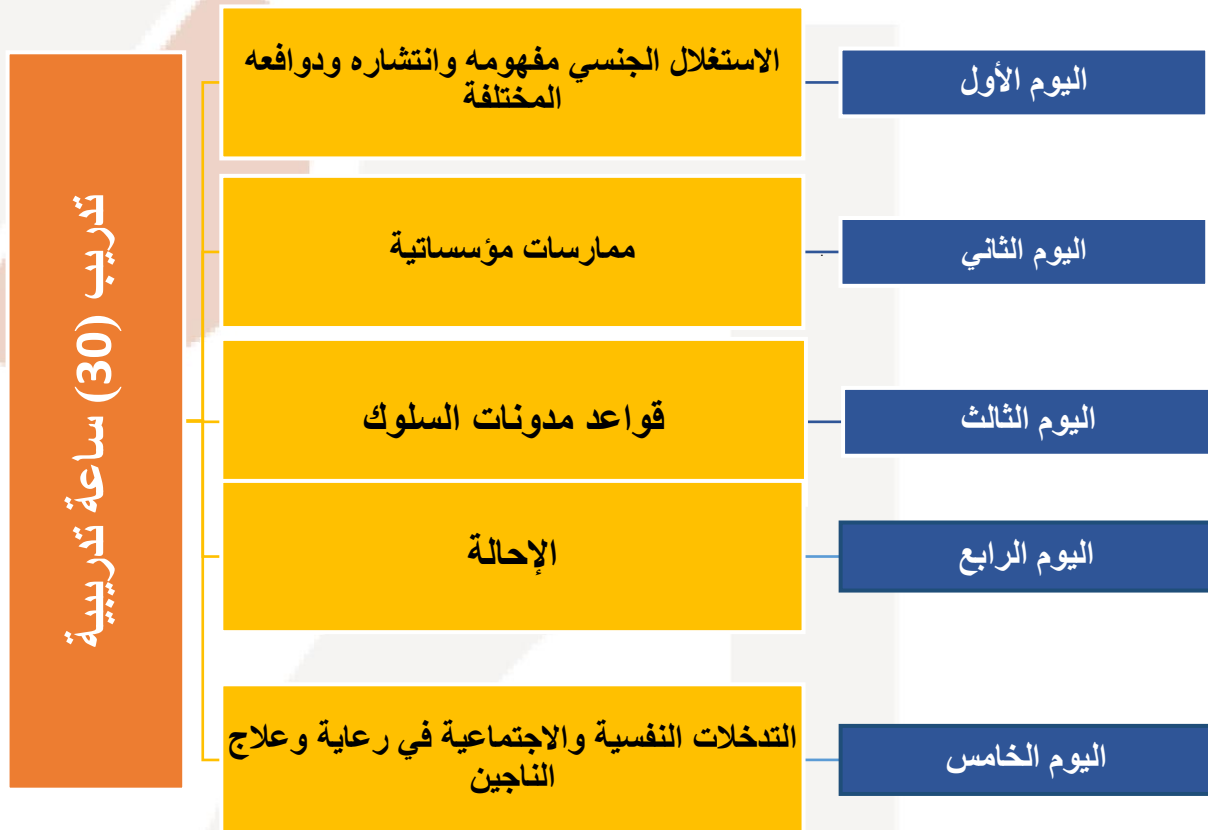 اليوم الأول
الاستغلال الجنسي مفهومه وانتشاره ودوافعه
المختلفة
اليوم الثاني
ممارسات مؤسساتية
اليوم الثالث
قواعد مدونات السلوك
اليوم الرابع
الإحالة
اليوم الخامس
التدخلات النفسية والاجتماعية في رعاية وعلاج
الناجين
تدريب (30) ساعة تدريبية